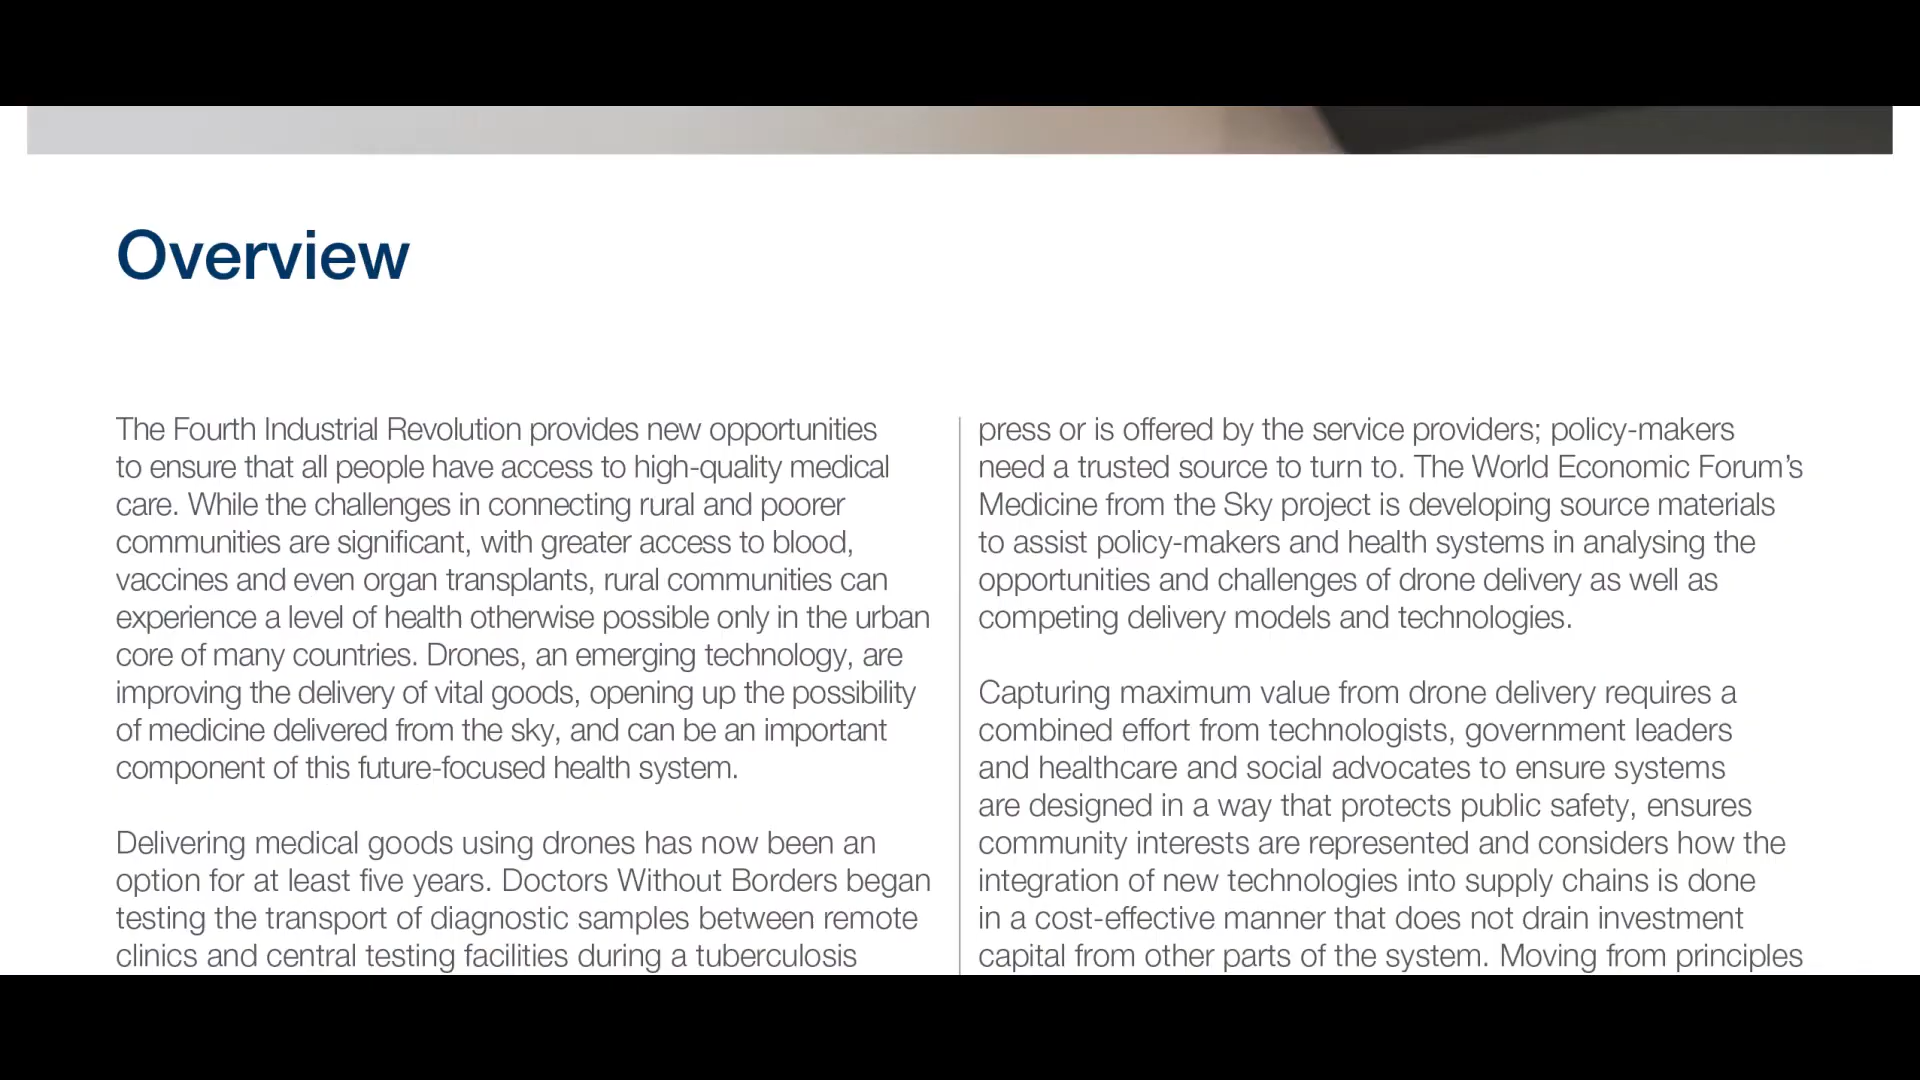 Overview
The Fourth Industrial Revolution provides new opportunities
to ensure that all people have access to high-quality medical
care. While the challenges in connecting rural and poorer
communities are significant, with greater access to blood,
vaccines and even organ transplants, rural communities can
experience a level of health otherwise possible only in the urban
core of many countries. Drones, an emerging technology, are
improving the delivery of vital goods, opening up the possibility
of medicine delivered from the sky, and can be an important
component of this future-focused health system.
Delivering medical goods using drones has now been an
option for at least five years. Doctors Without Borders began
testing the transport of diagnostic samples between remote
clinics and central testing facilities during a tuberculosis
press or is offered by the service providers; policy-makers
need a trusted source to turn to. The World Economic Forum’s
Medicine from the Sky project is developing source materials
to assist policy-makers and health systems in analysing the
opportunities and challenges of drone delivery as well as
competing delivery models and technologies.
Capturing maximum value from drone delivery requires a
combined effort from technologists, government leaders
and healthcare and social advocates to ensure systems
are designed in a way that protects public safety, ensures
community interests are represented and considers how the
integration of new technologies into supply chains is done
in a cost-effective manner that does not drain investment
capital from other parts of the system. Moving from principles